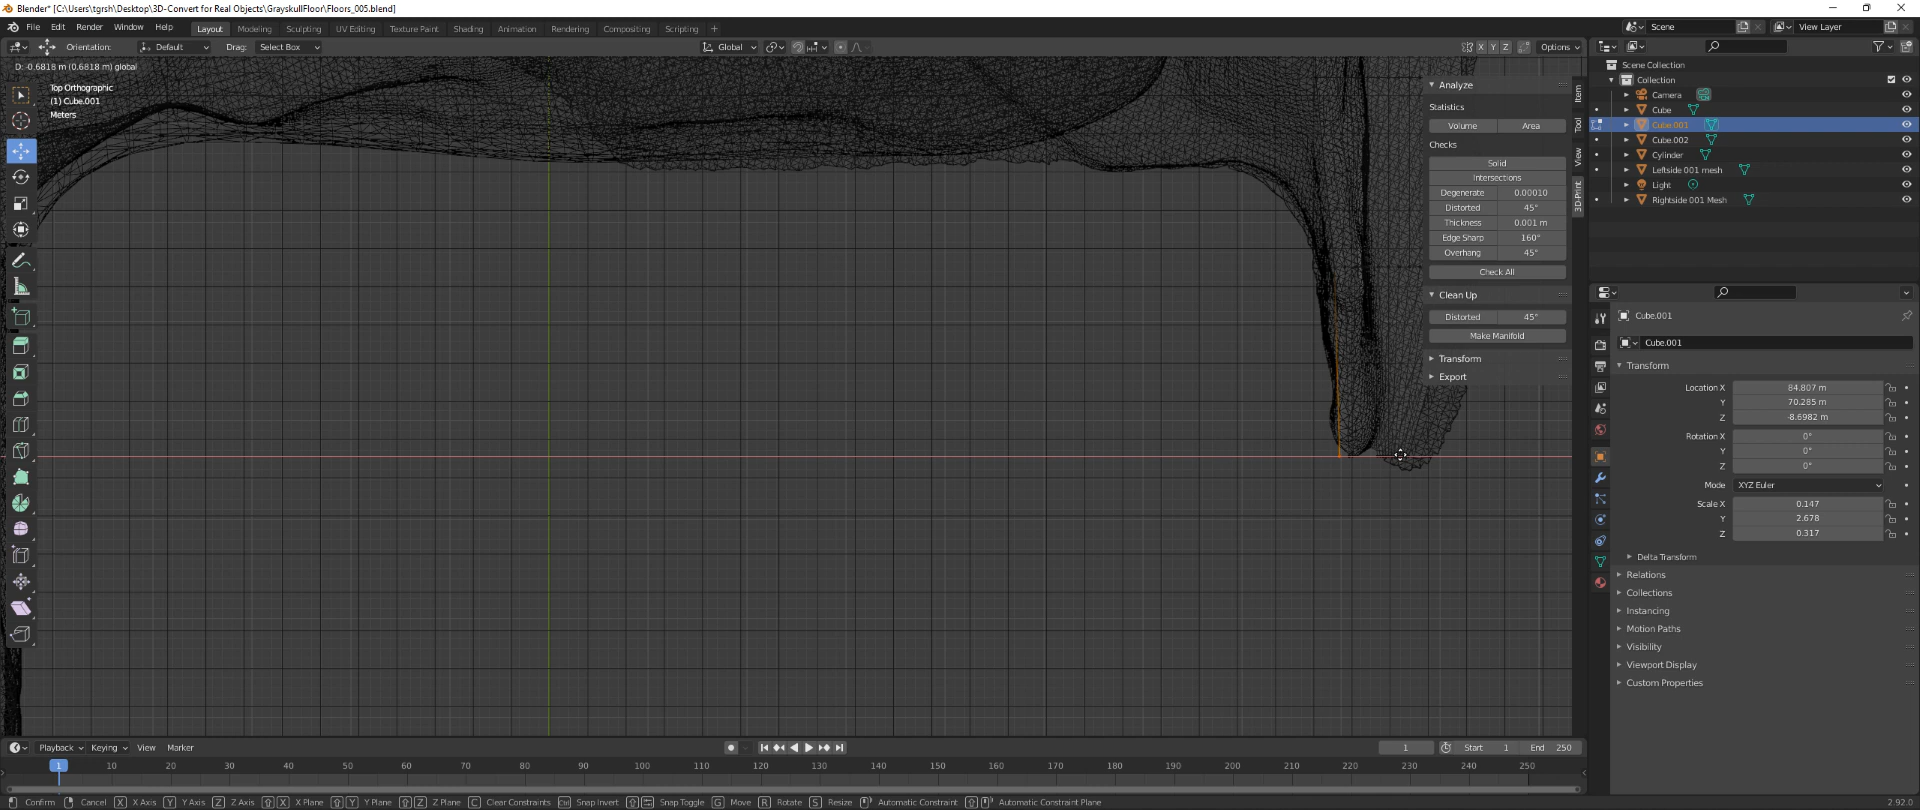 Blender* [C:\Users\tgrsh\Desktop\3D-Convert for Real Objects\GrayskullFloor\Floors_005.blend]
File Edit Render Window Help Layout Modeling Sculpting UV Editing Texture Paint Shading Animation Rendering Compositing Scripting + Scene View Layer
Orientation: Default Drag: Select Box Global X Y Z Options
D: -0.6818 m (0.6818 m) global
Top Orthographic
(1) Cube.001
Meters
Analyze
Statistics
Volume Area
Checks
Solid
Intersections
Degenerate 0.00010
Distorted 45°
Thickness 0.001 m
Edge Sharp 160°
Overhang 45°
Check All
Clean Up
Distorted 45°
Make Manifold
Transform
Export
Item
Tool
View
3D-Print
Scene Collection
Collection
Camera
Cube
Cube.001
Cube.002
Cylinder
Leftside 001 mesh
Light
Rightside 001 Mesh
Cube.001
Cube.001
Transform
Location X 84.807 m
Y 70.285 m
Z -8.6982 m
Rotation X 0°
Y 0°
Z 0°
Mode XYZ Euler
Scale X 0.147
Y 2.678
Z 0.317
Delta Transform
Relations
Collections
Instancing
Motion Paths
Visibility
Viewport Display
Custom Properties
Playback Keying View Marker 1 Start 1 End 250
1 10 20 30 40 50 60 70 80 90 100 110 120 130 140 150 160 170 180 190 200 210 220 230 240 250
Confirm Cancel X X Axis Y Y Axis Z Z Axis X X Plane Y Y Plane Z Z Plane C Clear Constraints Ctrl Snap Invert Snap Toggle G Move R Rotate S Resize Automatic Constraint Automatic Constraint Plane 2.92.0